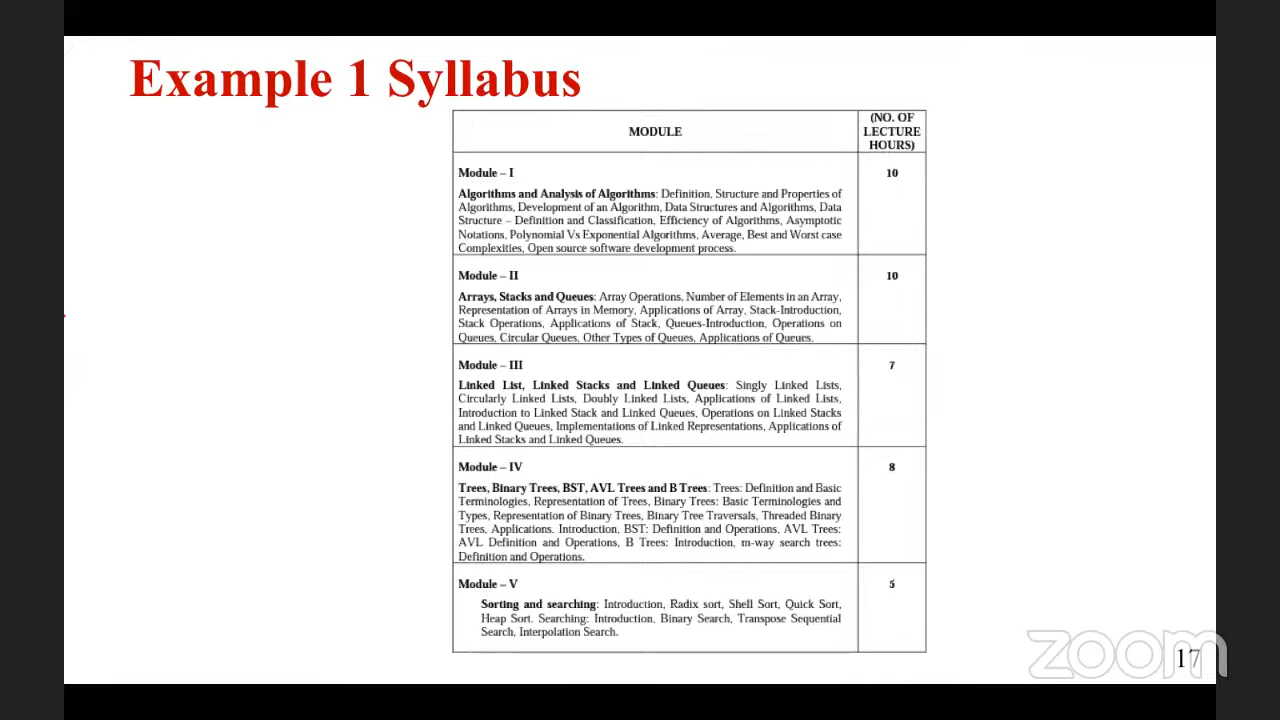 Example 1 Syllabus
MODULE
(NO. OF
LECTURE
HOURS)
Module – I
10
Algorithms and Analysis of Algorithms: Definition, Structure and Properties of
Algorithms, Development of an Algorithm, Data Structures and Algorithms, Data
Structure – Definition and Classification, Efficiency of Algorithms, Asymptotic
Notations, Polynomial Vs Exponential Algorithms, Average, Best and Worst case
Complexities, Open source software development process.
Module – II
10
Arrays, Stacks and Queues: Array Operations, Number of Elements in an Array,
Representation of Arrays in Memory, Applications of Array, Stack-Introduction,
Stack Operations, Applications of Stack, Queues-Introduction, Operations on
Queues, Circular Queues, Other Types of Queues, Applications of Queues.
Module – III
7
Linked List, Linked Stacks and Linked Queues: Singly Linked Lists,
Circularly Linked Lists, Doubly Linked Lists, Applications of Linked Lists,
Introduction to Linked Stack and Linked Queues, Operations on Linked Stacks
and Linked Queues, Implementations of Linked Representations, Applications of
Linked Stacks and Linked Queues.
Module – IV
8
Trees, Binary Trees, BST, AVL Trees and B Trees: Trees: Definition and Basic
Terminologies, Representation of Trees, Binary Trees: Basic Terminologies and
Types, Representation of Binary Trees, Binary Tree Traversals, Threaded Binary
Trees, Applications. Introduction, BST: Definition and Operations, AVL Trees:
AVL Definition and Operations, B Trees: Introduction, m-way search trees:
Definition and Operations.
Module – V
5
Sorting and searching: Introduction, Radix sort, Shell Sort, Quick Sort,
Heap Sort. Searching: Introduction, Binary Search, Transpose Sequential
Search, Interpolation Search.
zoom
17